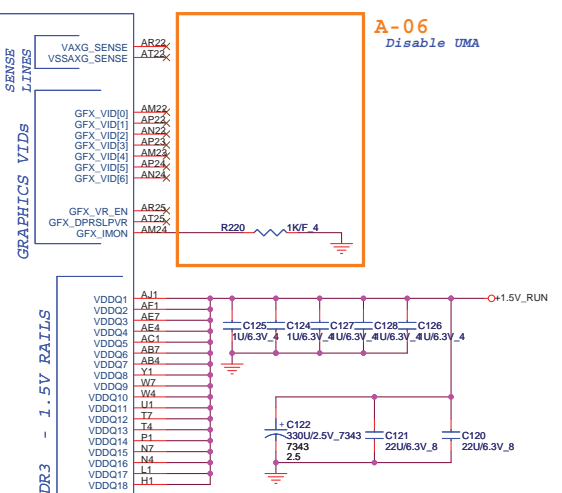 A-06
Disable UMA
SENSE
LINES
VAXG_SENSE AR22
VSSAXG_SENSE AT22
GRAPHICS VIDs
GFX_VID[0] AM22
GFX_VID[1] AP22
GFX_VID[2] AN22
GFX_VID[3] AP23
GFX_VID[4] AM23
GFX_VID[5] AP24
GFX_VID[6] AN24
GFX_VR_EN AR25
GFX_DPRSLPVR AT25
GFX_IMON AM24
R220 1K/F_4
DR3 - 1.5V RAILS
VDDQ1 AJ1
VDDQ2 AF1
VDDQ3 AE7
VDDQ4 AE4
VDDQ5 AC1
VDDQ6 AB7
VDDQ7 AB4
VDDQ8 Y1
VDDQ9 W7
VDDQ10 W4
VDDQ11 U1
VDDQ12 T7
VDDQ13 T4
VDDQ14 P1
VDDQ15 N7
VDDQ16 N4
VDDQ17 L1
VDDQ18 H1
+1.5V_RUN
C125 C124 C127 C128 C126
1U/6.3V_4 1U/6.3V_4 1U/6.3V_4 1U/6.3V_4 1U/6.3V_4
+ C122
330U/2.5V_7343
7343
2.5
C121
22U/6.3V_8
C120
22U/6.3V_8